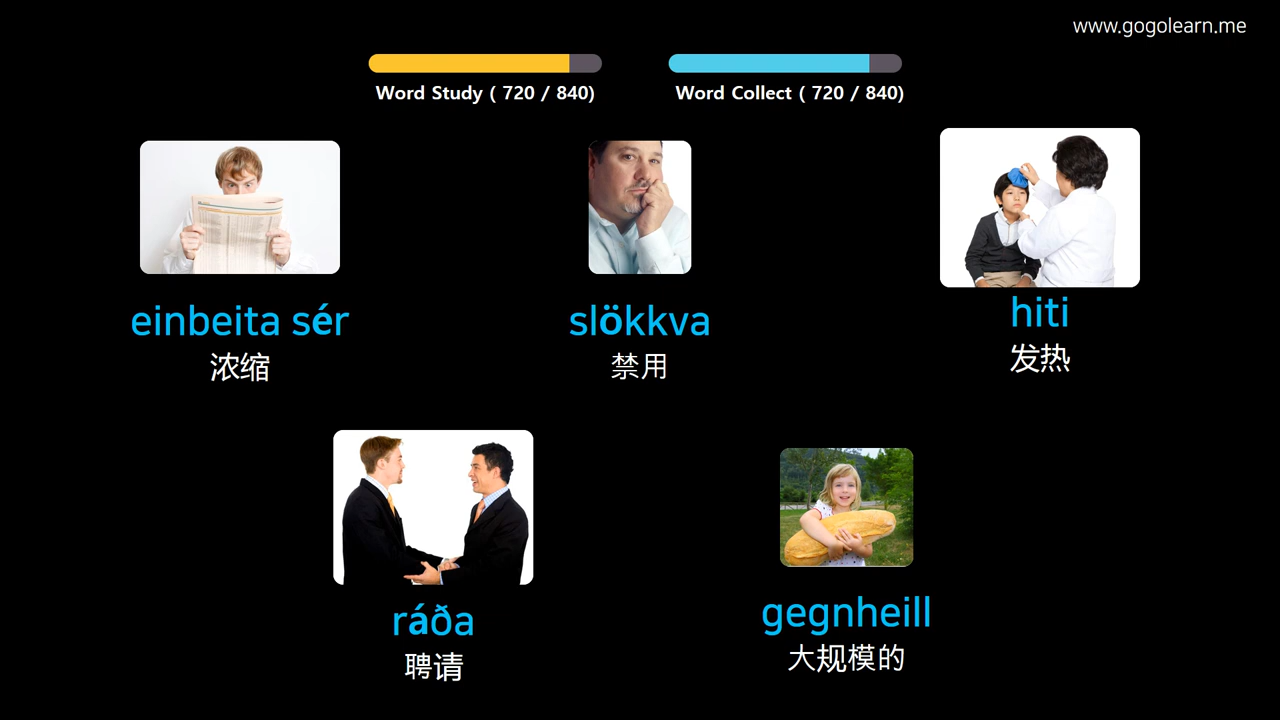 www.gogolearn.me
Word Study ( 720 / 840)
Word Collect ( 720 / 840)
einbeita sér
浓缩
slökkva
禁用
hiti
发热
ráða
聘请
gegnheill
大规模的